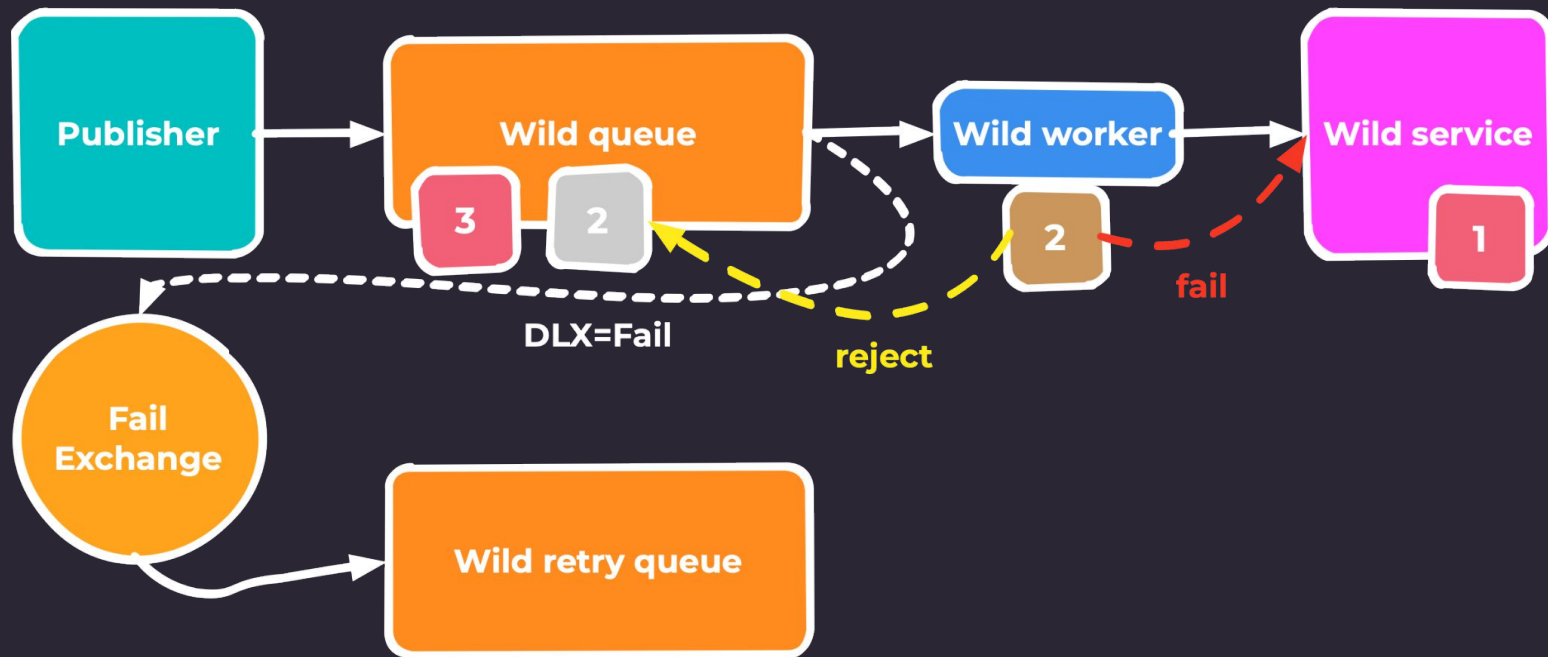 Publisher
Wild queue
Wild worker
Wild service
3
2
2
1
fail
DLX=Fail
reject
Fail
Exchange
Wild retry queue